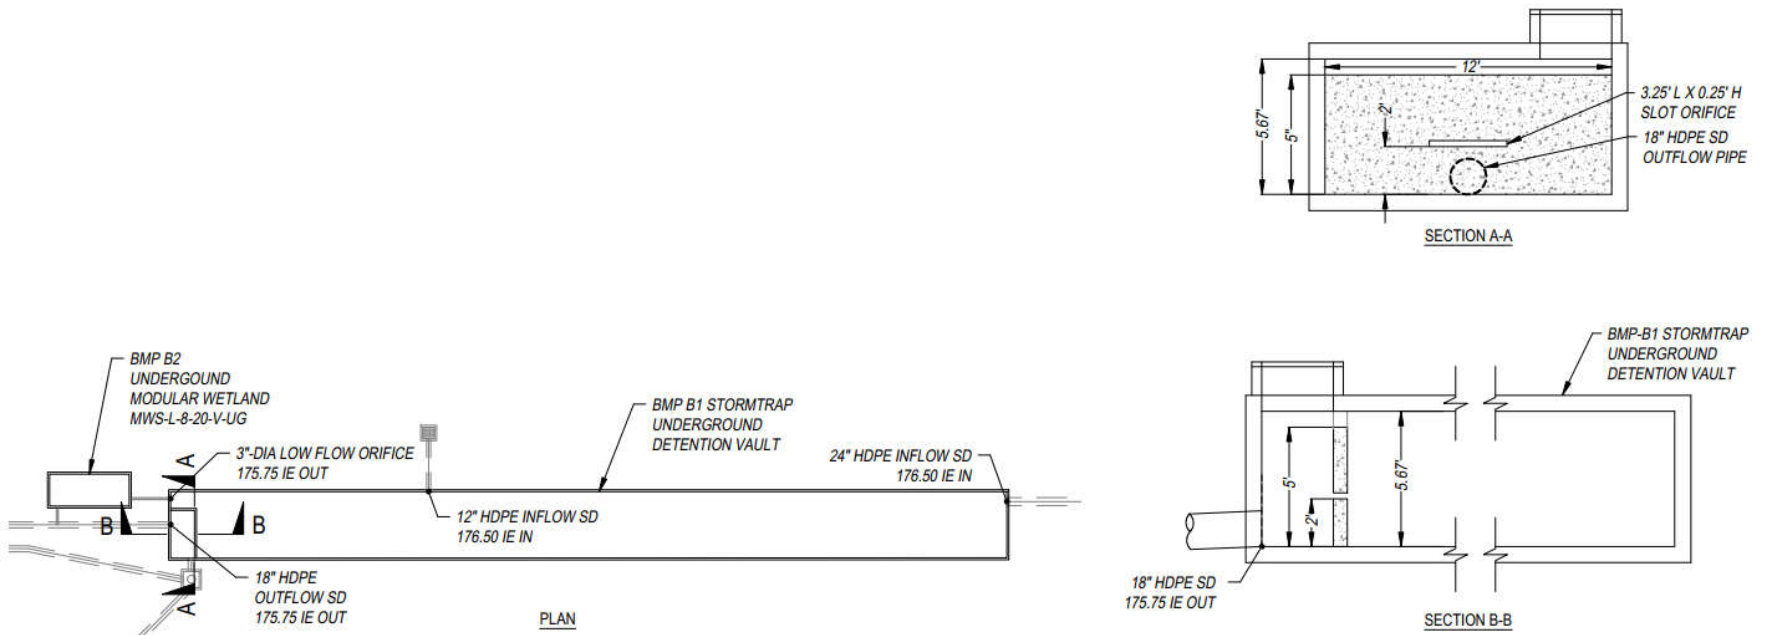 12'
5.67'
5"
2'
3.25' L X 0.25' H
SLOT ORIFICE
18" HDPE SD
OUTFLOW PIPE
SECTION A-A
BMP B2
UNDERGOUND
MODULAR WETLAND
MWS-L-8-20-V-UG
3"-DIA LOW FLOW ORIFICE
175.75 IE OUT
A
B
B
A
12" HDPE INFLOW SD
176.50 IE IN
BMP B1 STORMTRAP
UNDERGROUND
DETENTION VAULT
24" HDPE INFLOW SD
176.50 IE IN
18" HDPE
OUTFLOW SD
175.75 IE OUT
PLAN
BMP-B1 STORMTRAP
UNDERGROUND
DETENTION VAULT
5'
2'
5.67'
18" HDPE SD
175.75 IE OUT
SECTION B-B